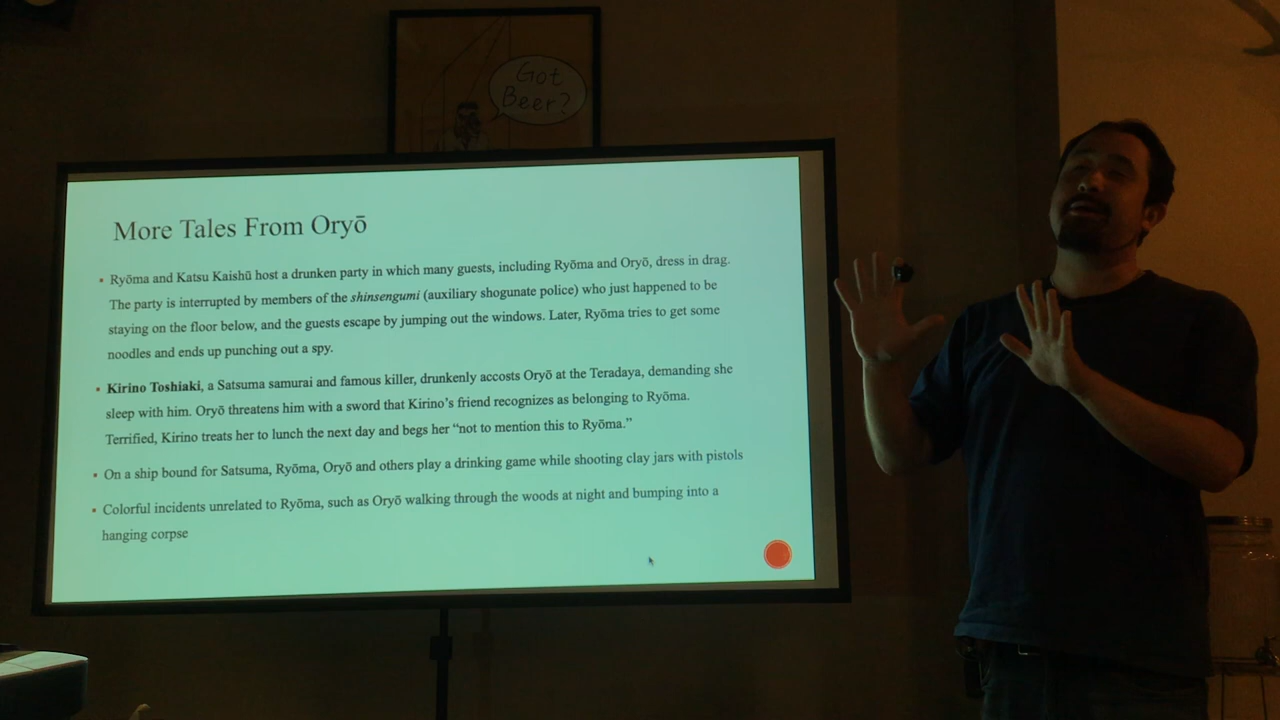 Got
Beer?
More Tales From Oryō
▪ Ryōma and Katsu Kaishū host a drunken party in which many guests, including Ryōma and Oryō, dress in drag.
The party is interrupted by members of the shinsengumi (auxiliary shogunate police) who just happened to be
staying on the floor below, and the guests escape by jumping out the windows. Later, Ryōma tries to get some
noodles and ends up punching out a spy.
▪ Kirino Toshiaki, a Satsuma samurai and famous killer, drunkenly accosts Oryō at the Teradaya, demanding she
sleep with him. Oryō threatens him with a sword that Kirino’s friend recognizes as belonging to Ryōma.
Terrified, Kirino treats her to lunch the next day and begs her “not to mention this to Ryōma.”
▪ On a ship bound for Satsuma, Ryōma, Oryō and others play a drinking game while shooting clay jars with pistols
▪ Colorful incidents unrelated to Ryōma, such as Oryō walking through the woods at night and bumping into a
hanging corpse